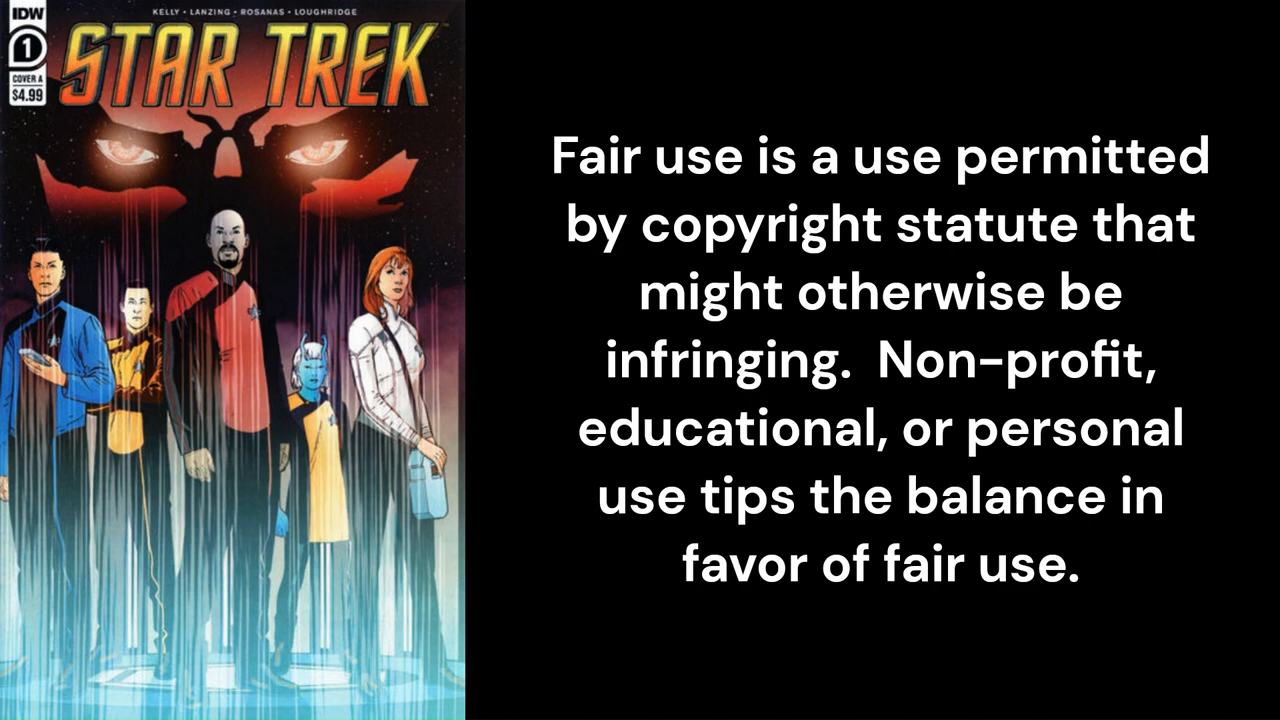 IDW
1
COVER A
$4.99
KELLY • LANZING • ROSANAS • LOUGHRIDGE
STAR TREK
Fair use is a use permitted
by copyright statute that
might otherwise be
infringing.  Non-profit,
educational, or personal
use tips the balance in
favor of fair use.